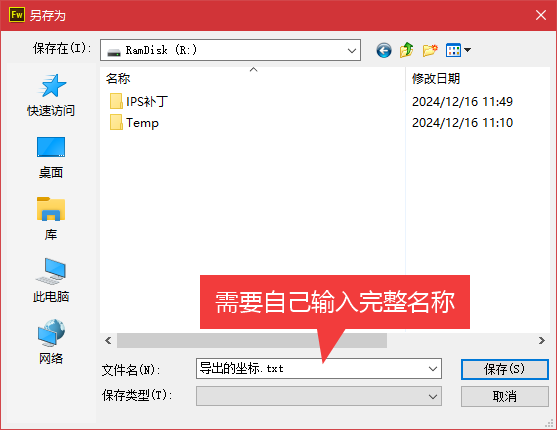 Fw 另存为
保存在(I): RamDisk (R:)
名称 修改日期
IPS补丁 2024/12/16 11:49
Temp 2024/12/16 11:10
快速访问
桌面
库
此电脑
网络
需要自己输入完整名称
文件名(N): 导出的坐标.txt 保存(S)
保存类型(T): 取消